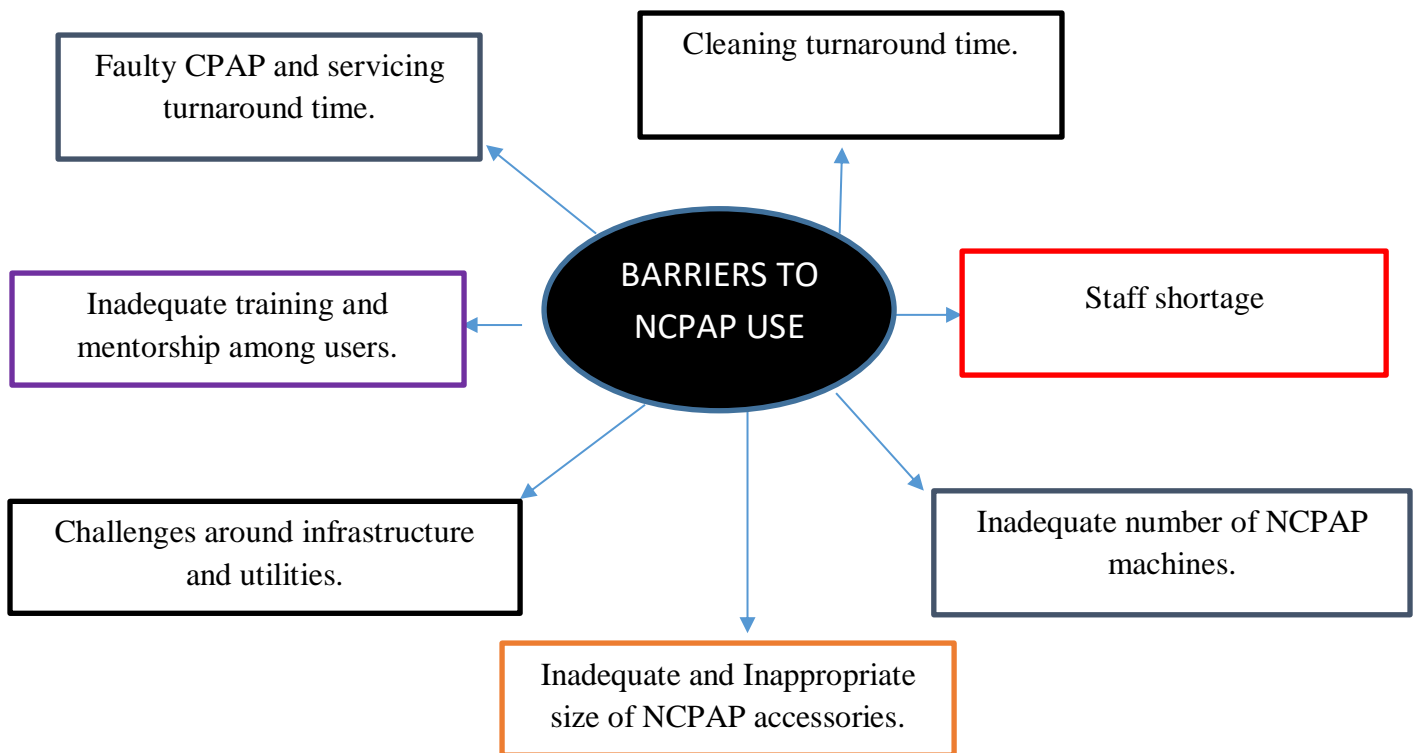 Cleaning turnaround time.
Faulty CPAP and servicing
turnaround time.
BARRIERS TO
NCPAP USE
Staff shortage
Inadequate training and
mentorship among users.
Challenges around infrastructure
and utilities.
Inadequate number of NCPAP
machines.
Inadequate and Inappropriate
size of NCPAP accessories.